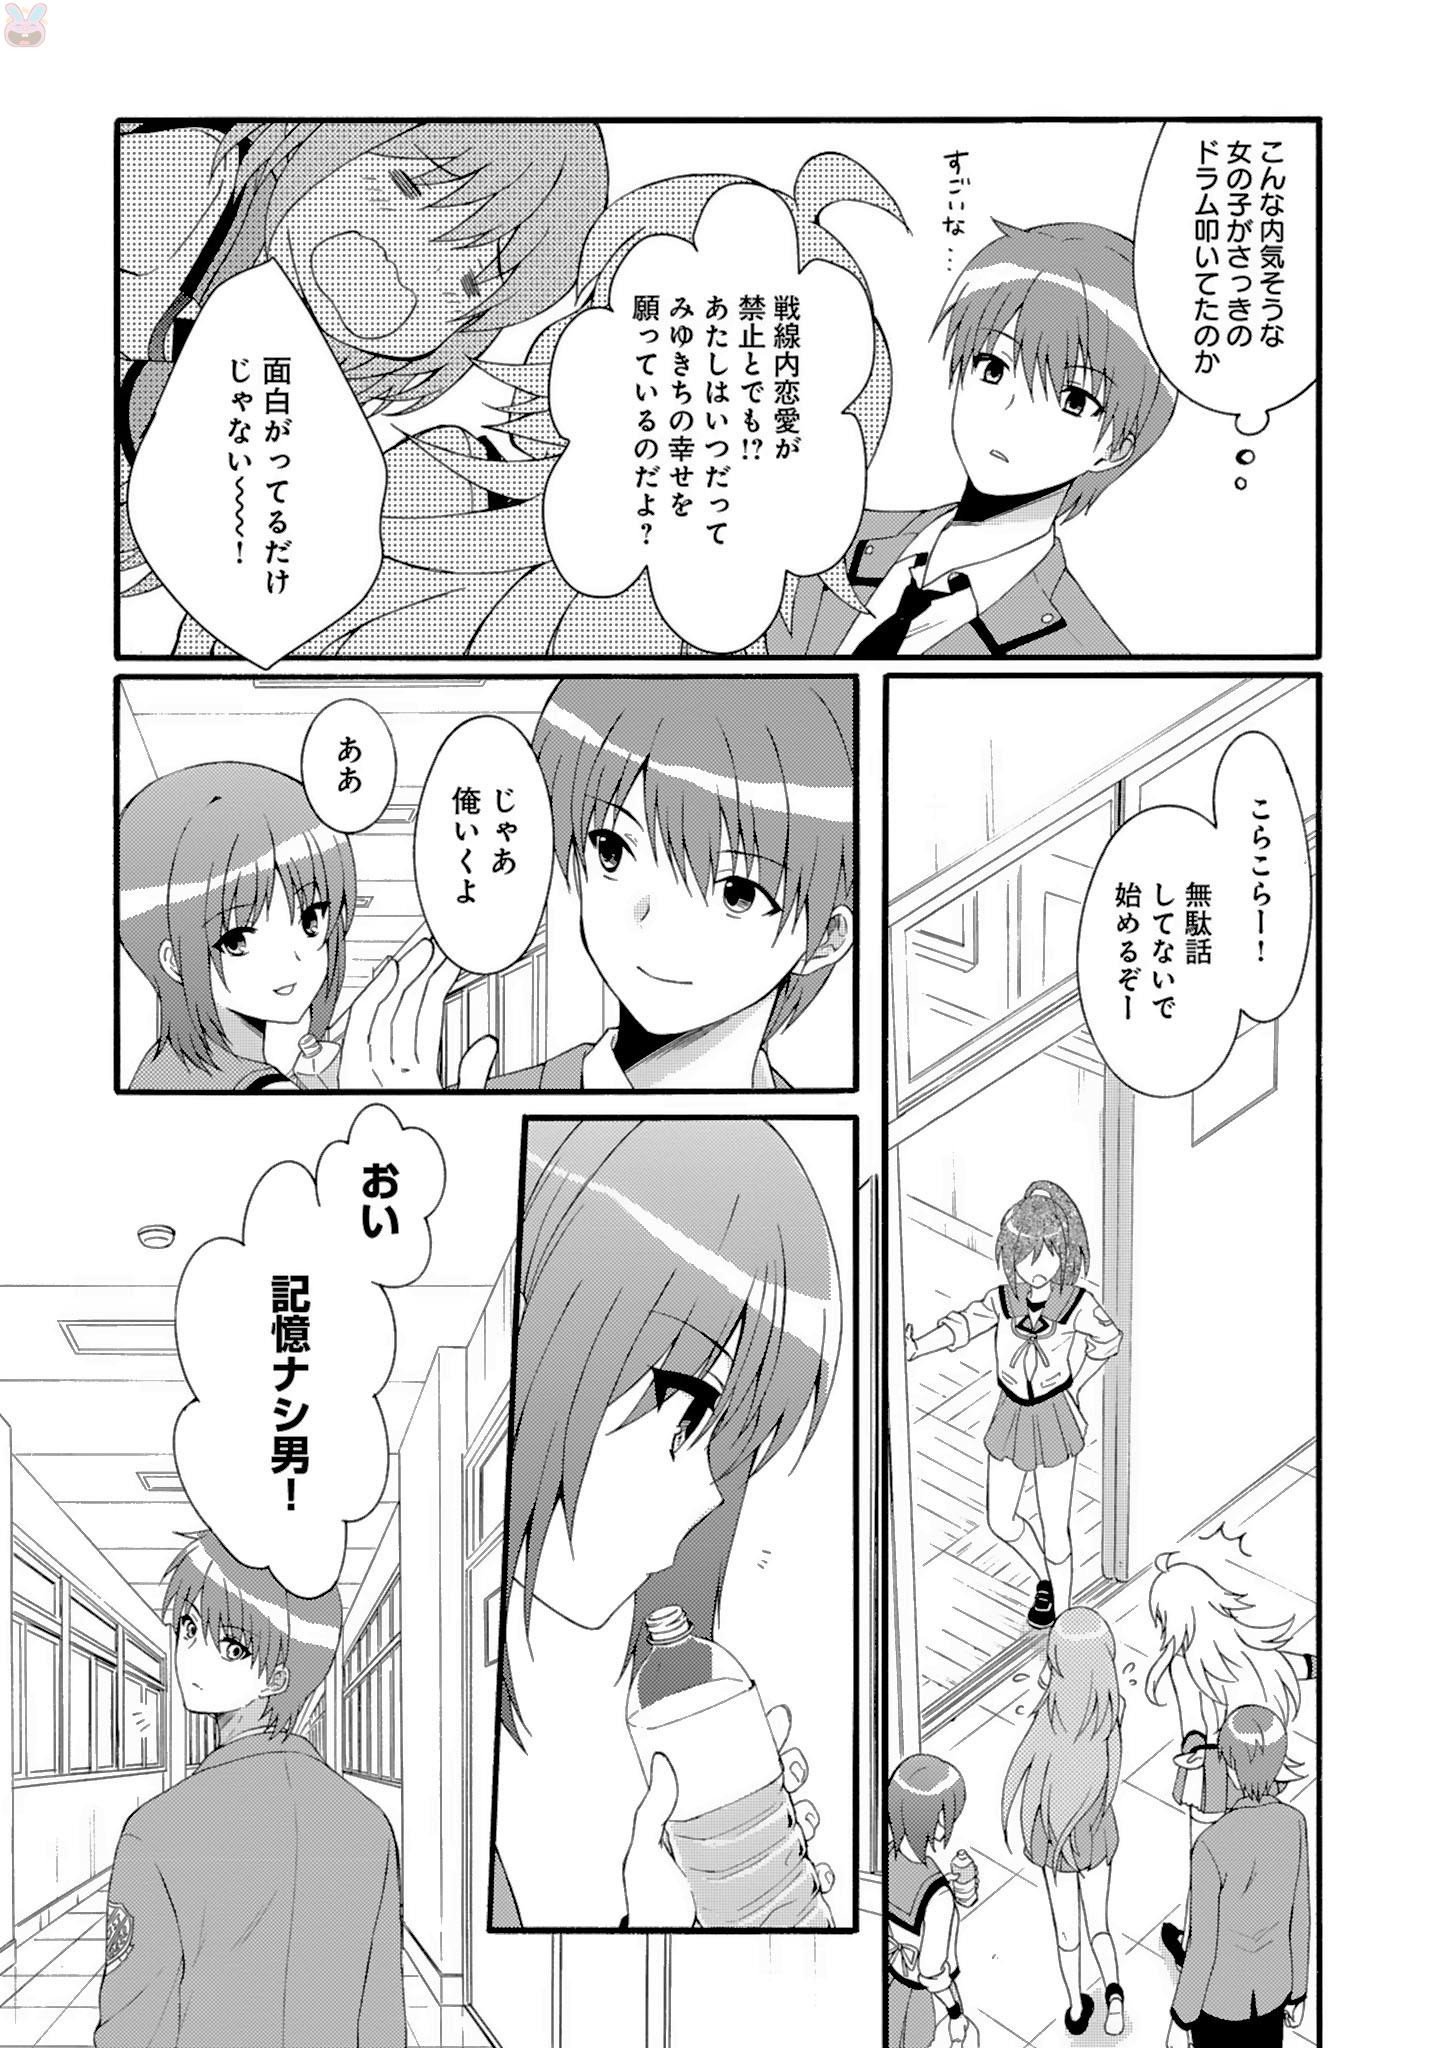 こんな内気そうな
女の子がさっきの
ドラム叩いてたのか
すごいな…
戦線内恋愛が
禁止とでも!?
あたしはいつだって
みゆきちの幸せを
願っているのだよ？
面白がってるだけ
じゃない〜〜〜！
こらこらー！
無駄話
してないで
始めるぞー
じゃあ
俺いくよ
ああ
おい
記憶ナシ男！